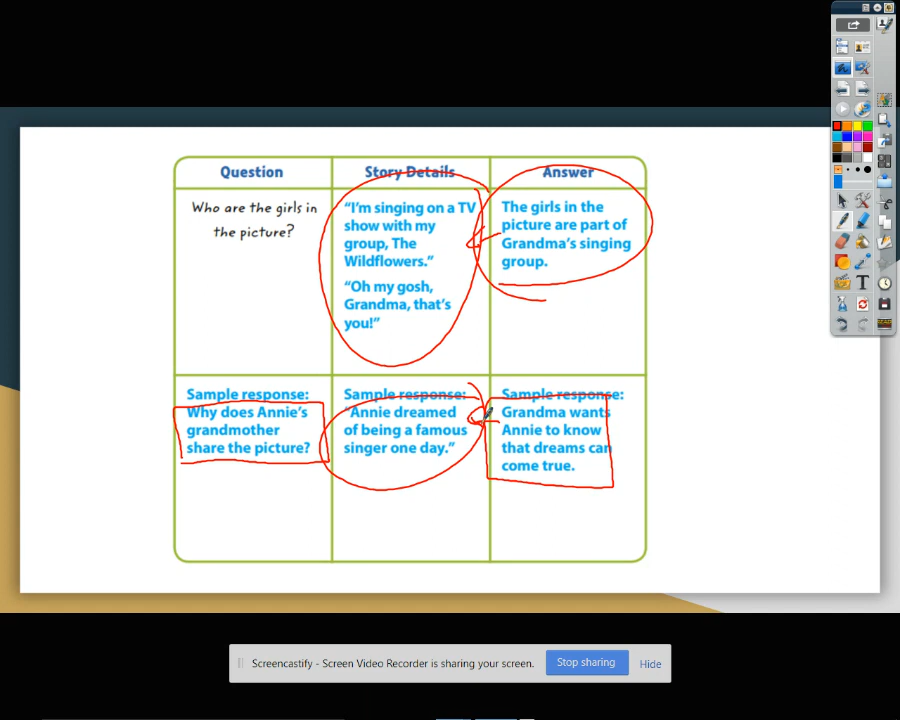 Question
Story Details
Answer
Who are the girls in
the picture?
"I'm singing on a TV
show with my
group, The
Wildflowers."
"Oh my gosh,
Grandma, that's
you!"
The girls in the
picture are part of
Grandma's singing
group.
Sample response:
Why does Annie's
grandmother
share the picture?
Sample response:
"Annie dreamed
of being a famous
singer one day."
Sample response:
Grandma wants
Annie to know
that dreams can
come true.
Screencastify - Screen Video Recorder is sharing your screen.
Stop sharing
Hide